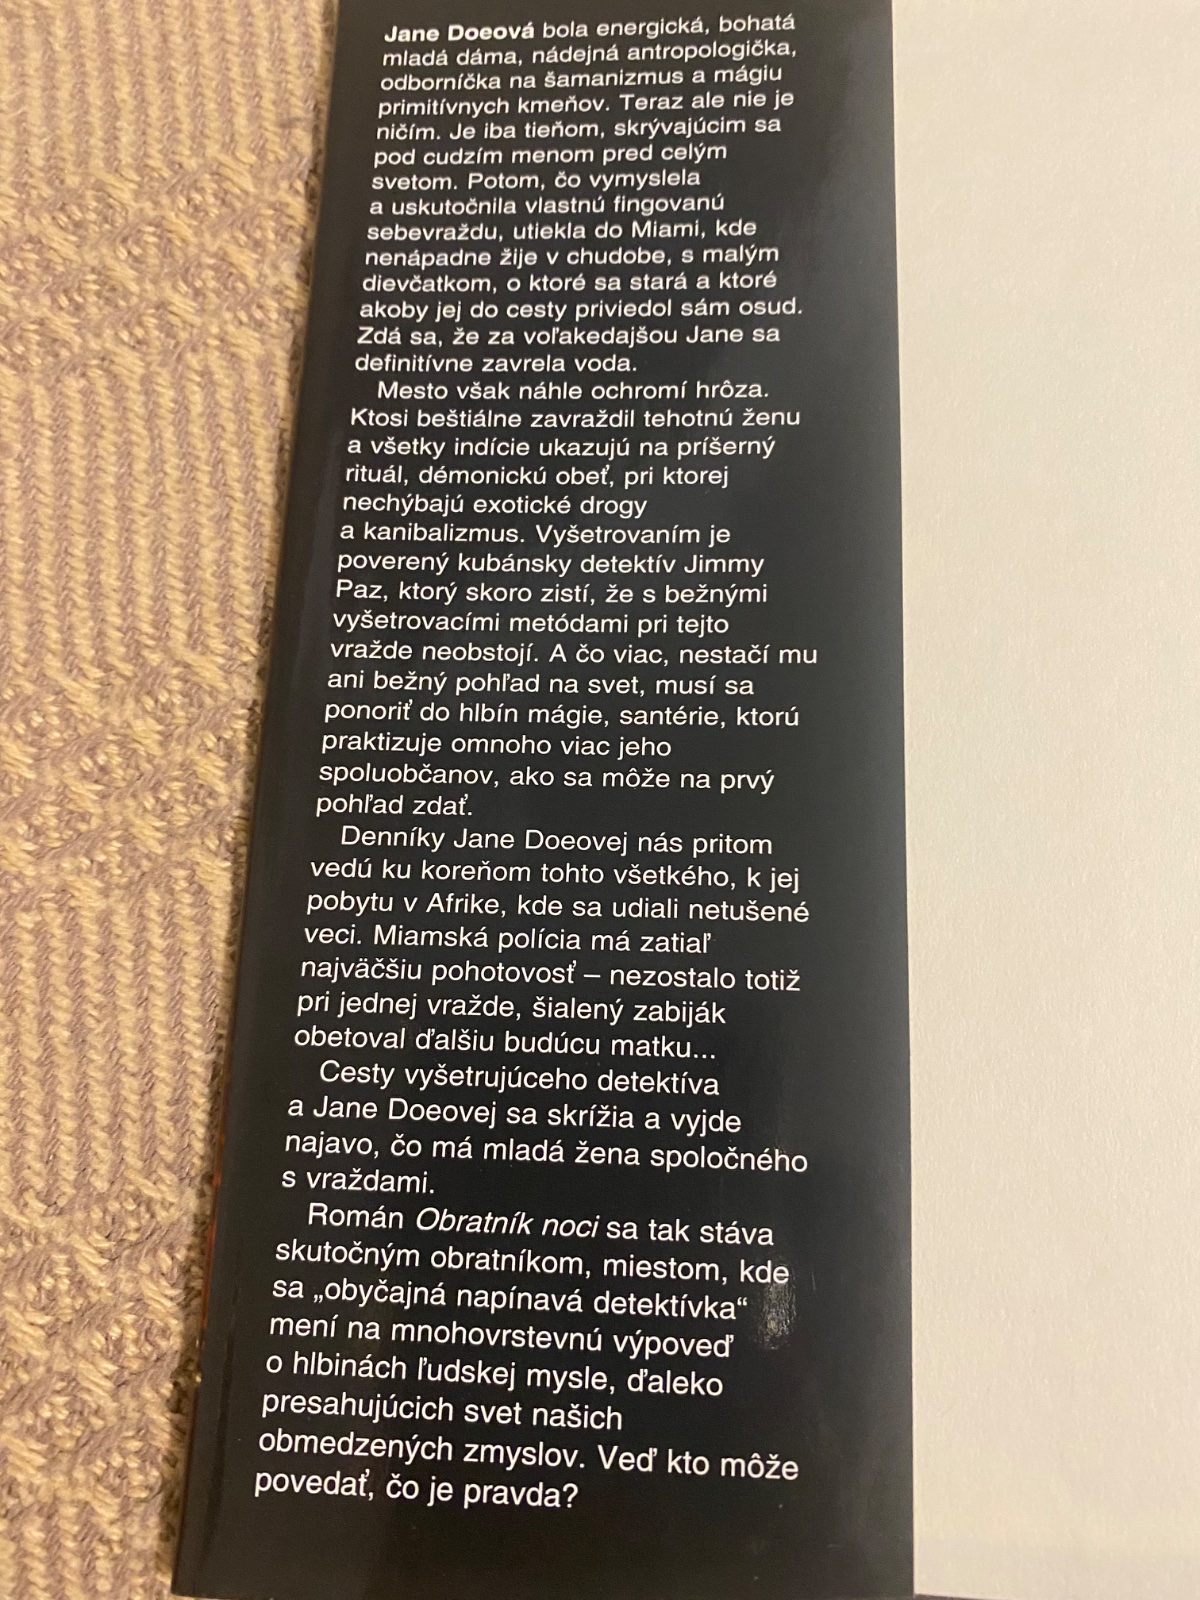 Jane Doeová bola energická, bohatá
mladá dáma, nádejná antropologička,
odborníčka na šamanizmus a mágiu
primitívnych kmeňov. Teraz ale nie je
ničím. Je iba tieňom, skrývajúcim sa
pod cudzím menom pred celým
svetom. Potom, čo vymyslela
a uskutočnila vlastnú fingovanú
sebevraždu, utiekla do Miami, kde
nenápadne žije v chudobe, s malým
dievčatkom, o ktoré sa stará a ktoré
akoby jej do cesty priviedol sám osud.
Zdá sa, že za voľakedajšou Jane sa
definitívne zavrela voda.
Mesto však náhle ochromí hrôza.
Ktosi beštiálne zavraždil tehotnú ženu
a všetky indície ukazujú na príšerný
rituál, démonickú obeť, pri ktorej
nechýbajú exotické drogy
a kanibalizmus. Vyšetrovaním je
poverený kubánsky detektív Jimmy
Paz, ktorý skoro zistí, že s bežnými
vyšetrovacími metódami pri tejto
vražde neobstojí. A čo viac, nestačí mu
ani bežný pohľad na svet, musí sa
ponoriť do hlbín mágie, santérie, ktorú
praktizuje omnoho viac jeho
spoluobčanov, ako sa môže na prvý
pohľad zdať.
Denníky Jane Doeovej nás pritom
vedú ku koreňom tohto všetkého, k jej
pobytu v Afrike, kde sa udiali netušené
veci. Miamská polícia má zatiaľ
najväčšiu pohotovosť – nezostalo totiž
pri jednej vražde, šialený zabiják
obetoval ďalšiu budúcu matku...
Cesty vyšetrujúceho detektíva
a Jane Doeovej sa skrížia a vyjde
najavo, čo má mladá žena spoločného
s vraždami.
Román Obratník noci sa tak stáva
skutočným obratníkom, miestom, kde
sa „obyčajná napínavá detektívka“
mení na mnohovrstevnú výpoveď
o hlbinách ľudskej mysle, ďaleko
presahujúcich svet našich
obmedzených zmyslov. Veď kto môže
povedať, čo je pravda?